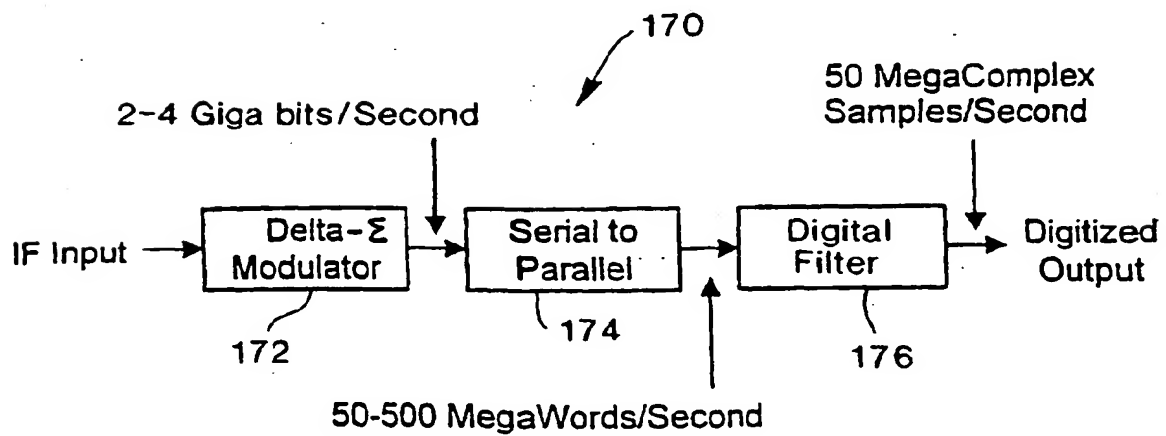 170
2-4 Giga bits/Second
50 MegaComplex
Samples/Second
IF Input
Delta-Σ
Modulator
Serial to
Parallel
Digital
Filter
Digitized
Output
172
174
176
50-500 MegaWords/Second